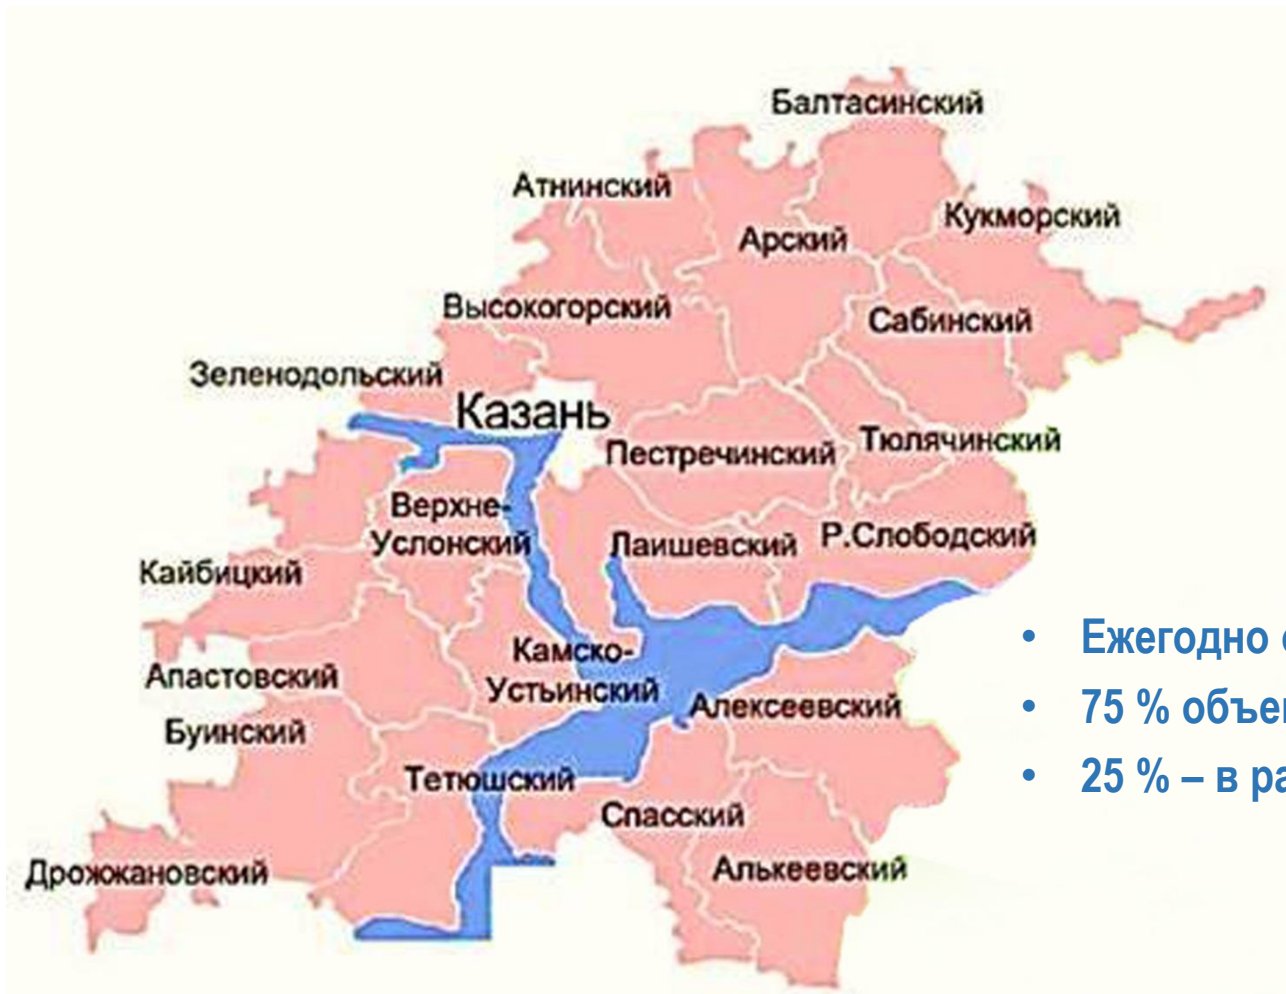 Балтасинский
Атнинский
Кукморский
Арский
Высокогорский
Сабинский
Зеленодольский
Казань
Пестречинский
Тюлячинский
Верхне-
Услонский
Лаишевский
Р.Слободский
Кайбицкий
Камско-
Устьинский
Апастовский
Алексеевский
Буинский
Тетюшский
Спасский
Дрожжановский
Алькеевский
• Ежегодно
• 75 %
• 25 % – в